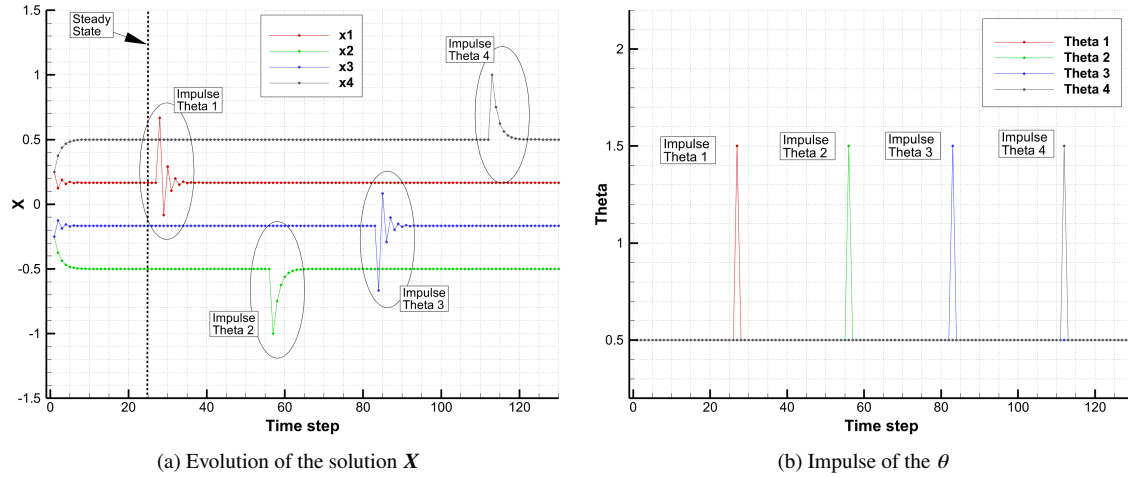 1.5
1
0.5
0
-0.5
-1
-1.5
X
0
20
40
60
80
100
120
Time step
Steady
State
x1
x2
x3
x4
Impulse
Theta 1
Impulse
Theta 2
Impulse
Theta 3
Impulse
Theta 4
(a) Evolution of the solution X
2
1.5
1
0.5
Theta
0
20
40
60
80
100
120
Time step
Theta 1
Theta 2
Theta 3
Theta 4
Impulse
Theta 1
Impulse
Theta 2
Impulse
Theta 3
Impulse
Theta 4
(b) Impulse of the θ